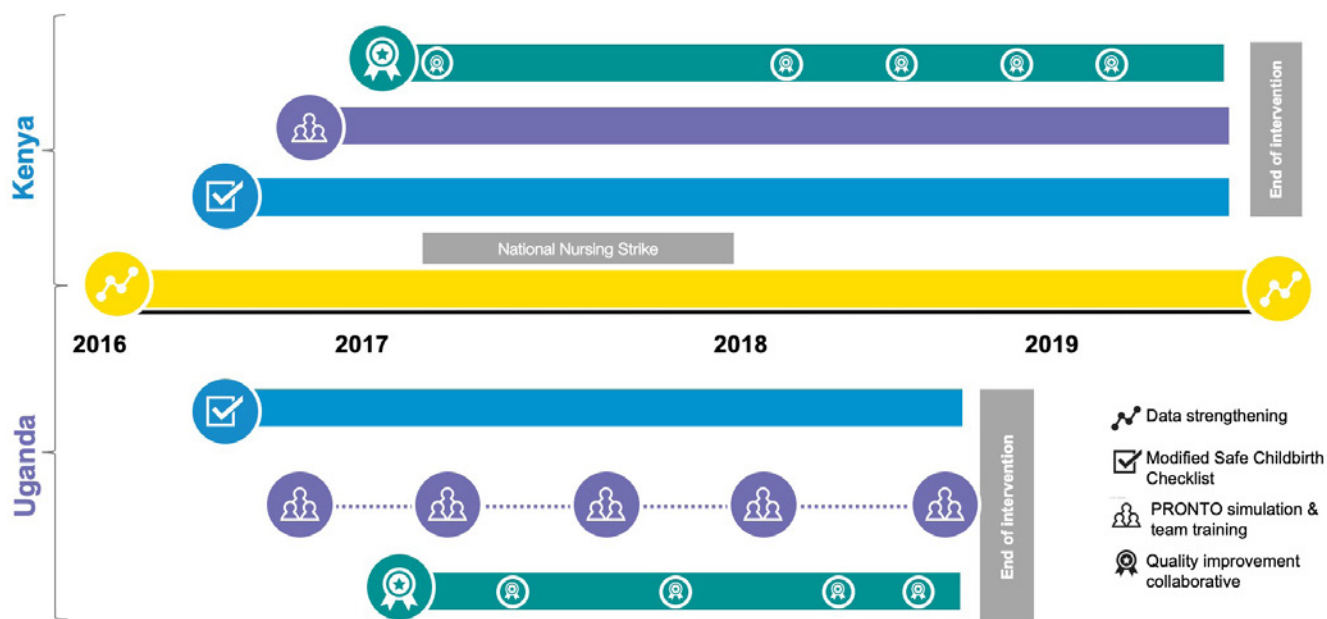 Kenya
End of intervention
National Nursing Strike
2016
2017
2018
2019
Uganda
End of intervention
Data strengthening
Modified Safe Childbirth
Checklist
PRONTO simulation &
team training
Quality improvement
collaborative